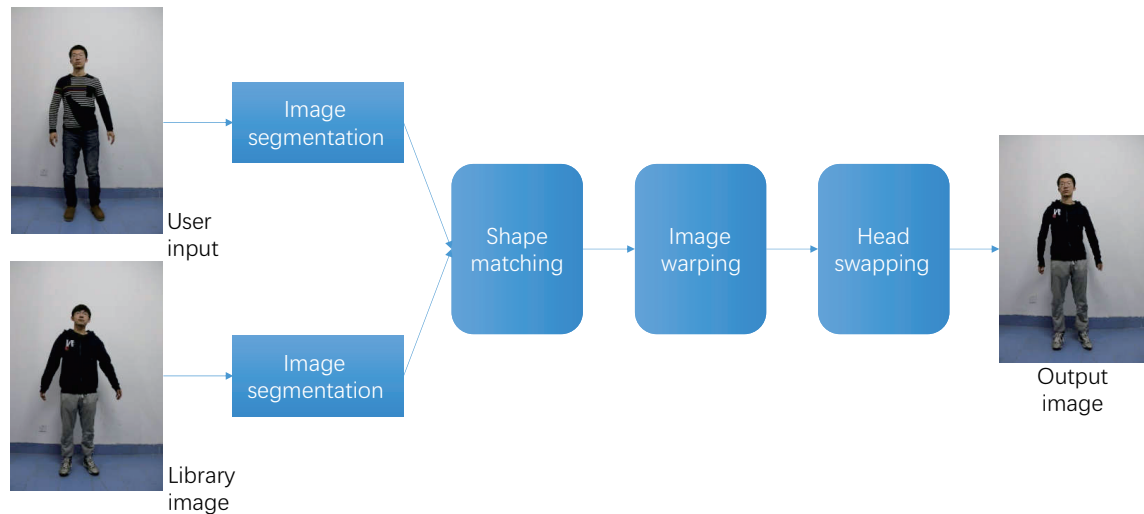 User
input
Image
segmentation
Library
image
Image
segmentation
Shape
matching
Image
warping
Head
swapping
Output
image